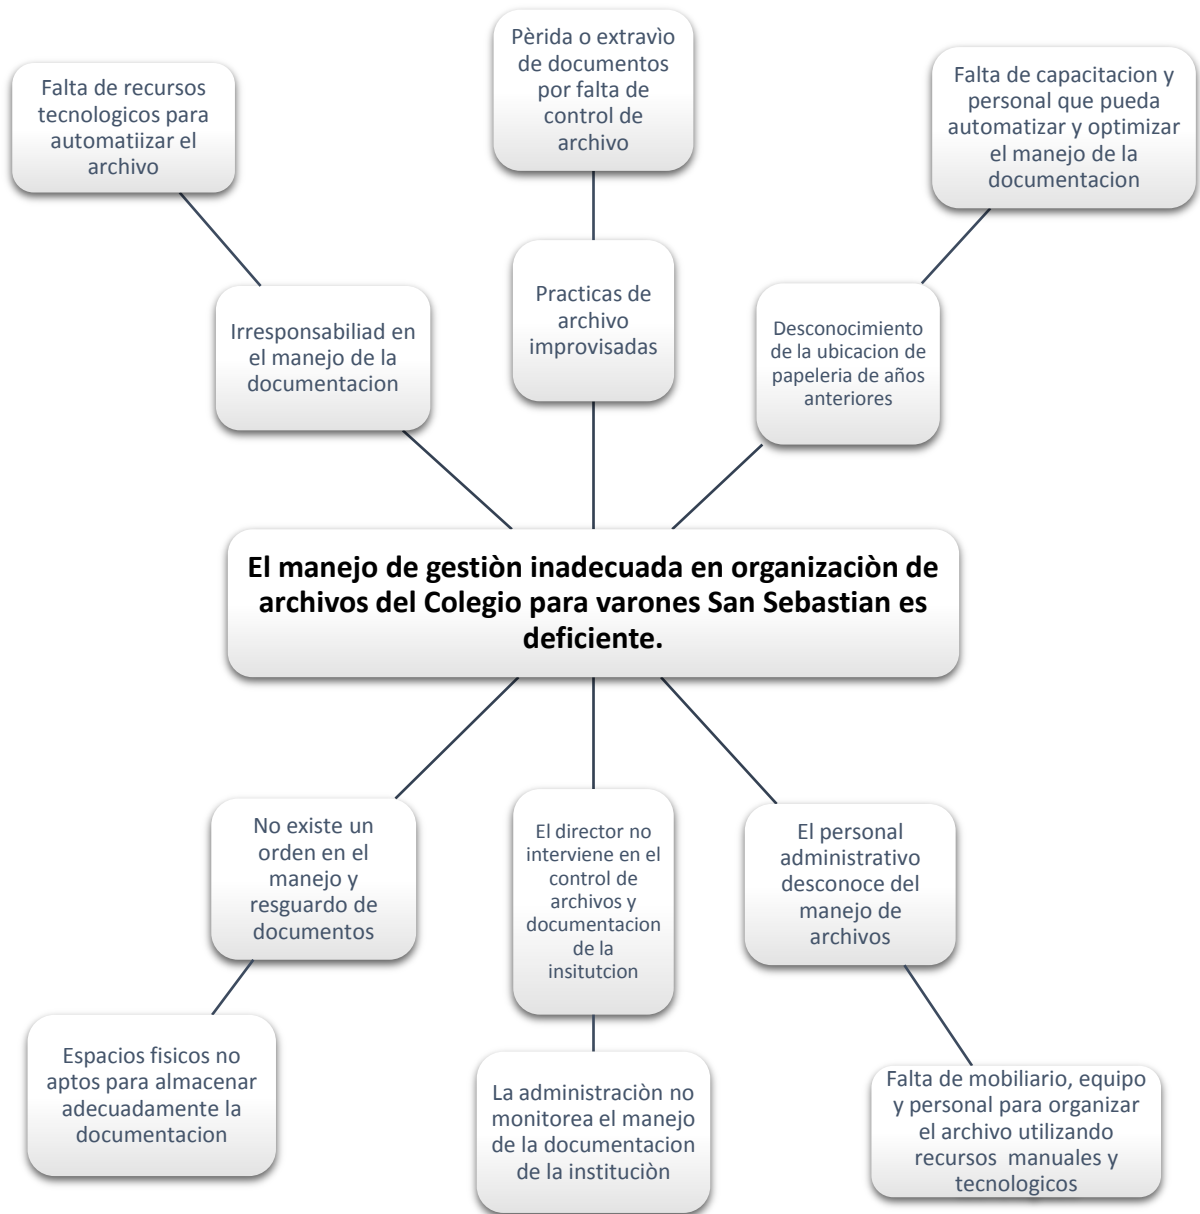 Pèrida o extravìo
de documentos
por falta de
control de
archivo
Falta de recursos
tecnologicos para
automatiizar el
archivo
Falta de capacitacion y
personal que pueda
automatizar y optimizar
el manejo de la
documentacion
Irresponsabiliad en
el manejo de la
documentacion
Practicas de
archivo
improvisadas
Desconocimiento
de la ubicacion de
papeleria de años
anteriores
El manejo de gestiòn inadecuada en organizaciòn de
archivos del Colegio para varones San Sebastian es
deficiente.
No existe un
orden en el
manejo y
resguardo de
documentos
El director no
interviene en el
control de
archivos y
documentacion
de la
insitutcion
El personal
administrativo
desconoce del
manejo de
archivos
Espacios fisicos no
aptos para almacenar
adecuadamente la
documentacion
La administraciòn no
monitorea el manejo
de la documentacion
de la instituciòn
Falta de mobiliario, equipo
y personal para organizar
el archivo utilizando
recursos  manuales y
tecnologicos